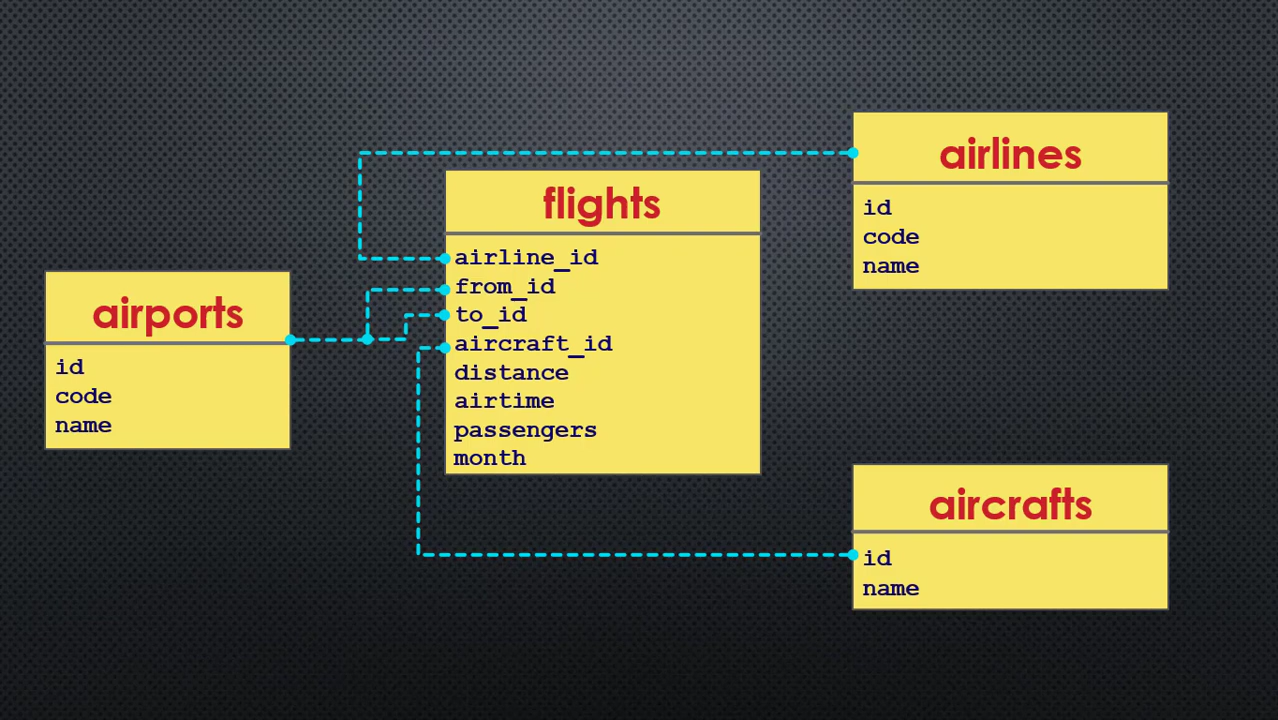 airports
id
code
name
flights
airline_id
from_id
to_id
aircraft_id
distance
airtime
passengers
month
airlines
id
code
name
aircrafts
id
name